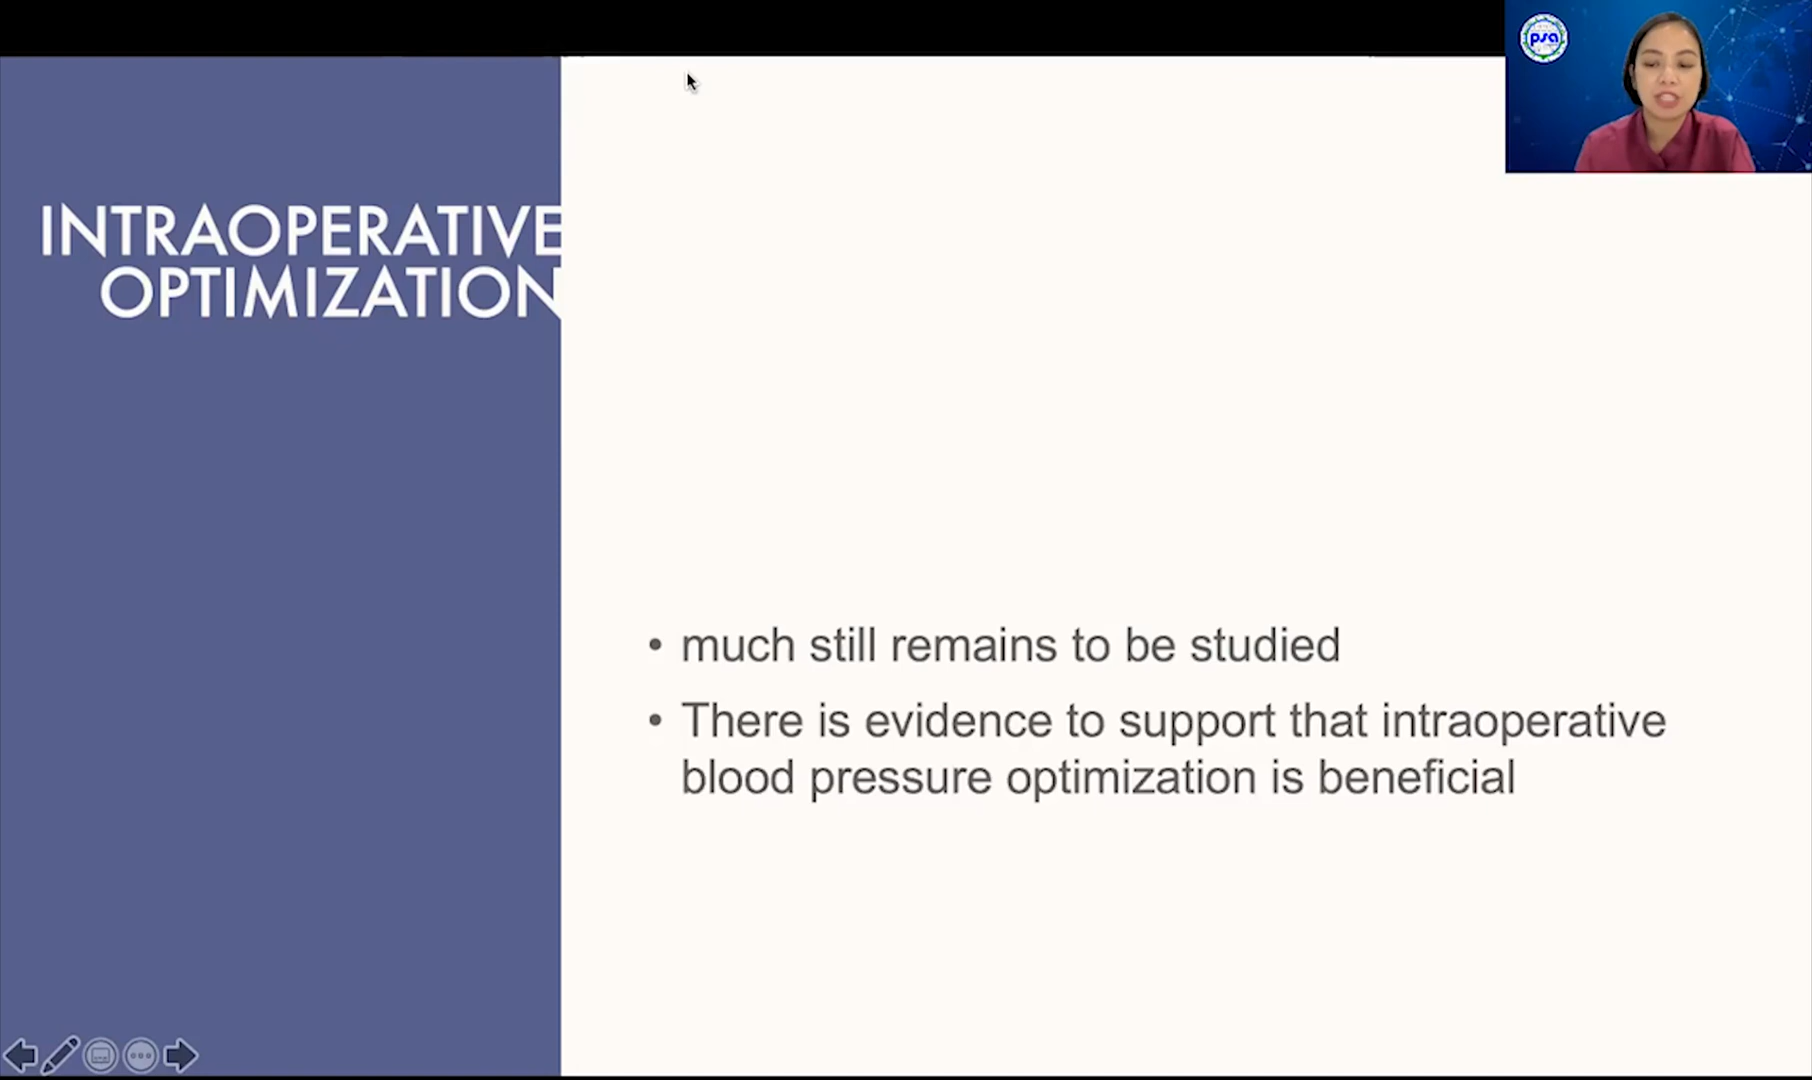 psa
INTRAOPERATIVE
OPTIMIZATION
• much still remains to be studied
• There is evidence to support that intraoperative
blood pressure optimization is beneficial